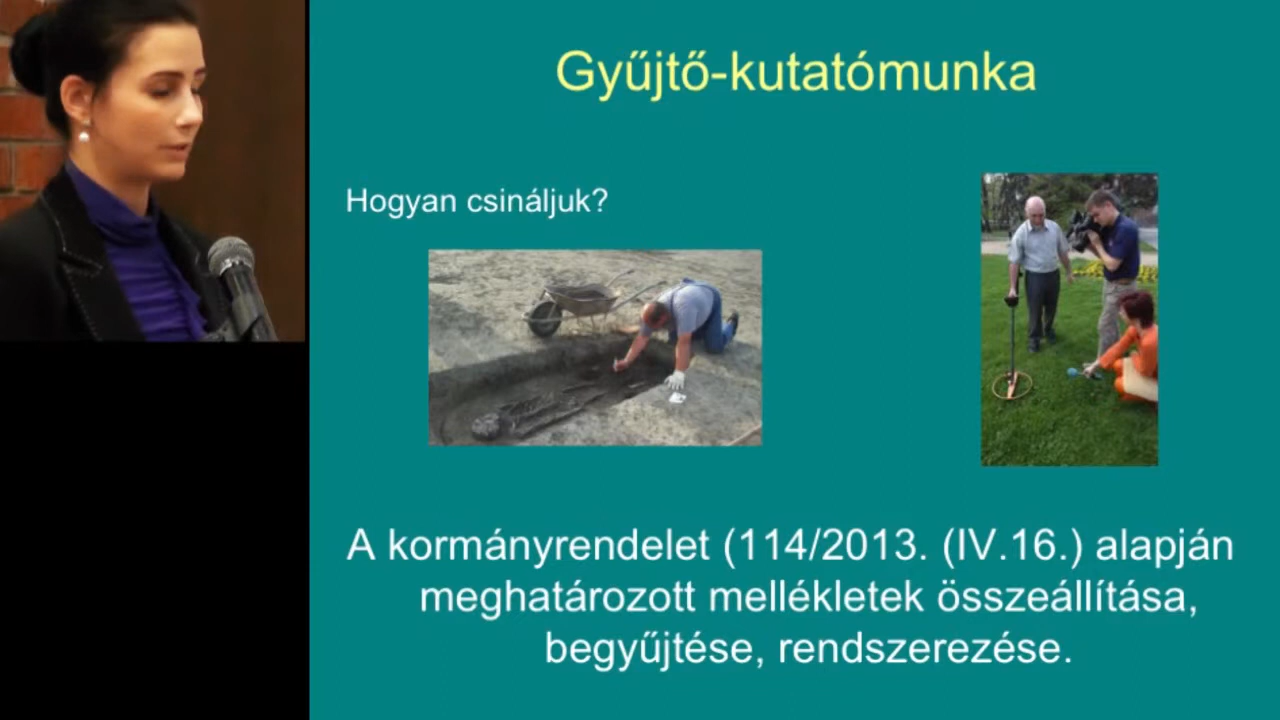 Gyűjtő-kutatómunka
Hogyan csináljuk?
A kormányrendelet (114/2013. (IV.16.) alapján
meghatározott mellékletek összeállítása,
begyűjtése, rendszerezése.